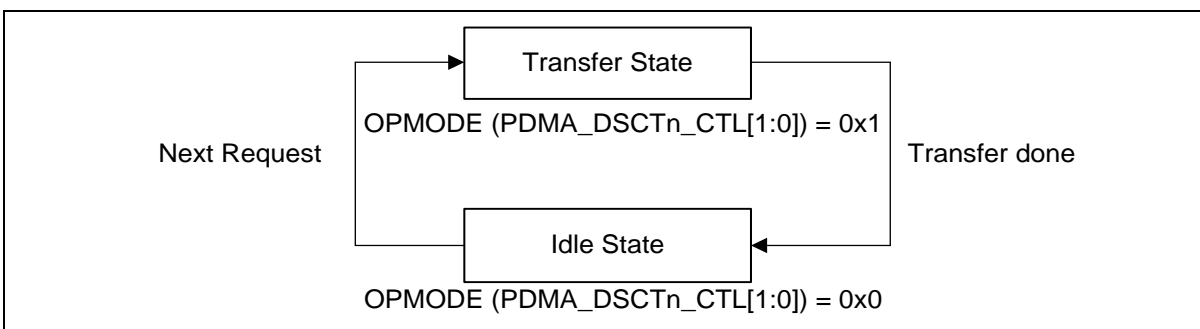 Transfer State
OPMODE (PDMA_DSCTn_CTL[1:0]) = 0x1
Next Request
Transfer done
Idle State
OPMODE (PDMA_DSCTn_CTL[1:0]) = 0x0